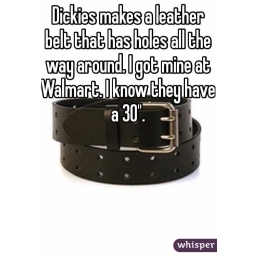 Dickies makes a leather
belt that has holes all the
way around. I got mine at
Walmart. I know they have
a 30".
whisper